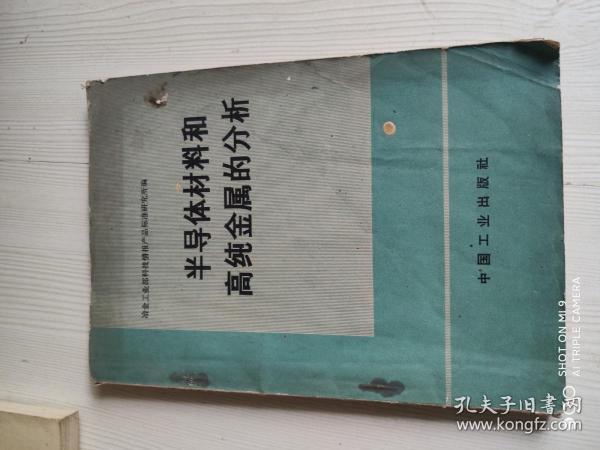 冶金工业部科技情报产品标准研究所编
半导体材料和
高纯金属的分析
中国工业出版社
SHOT ON MI 9
AI TRIPLE CAMERA
孔夫子旧书网
www.kongfz.com